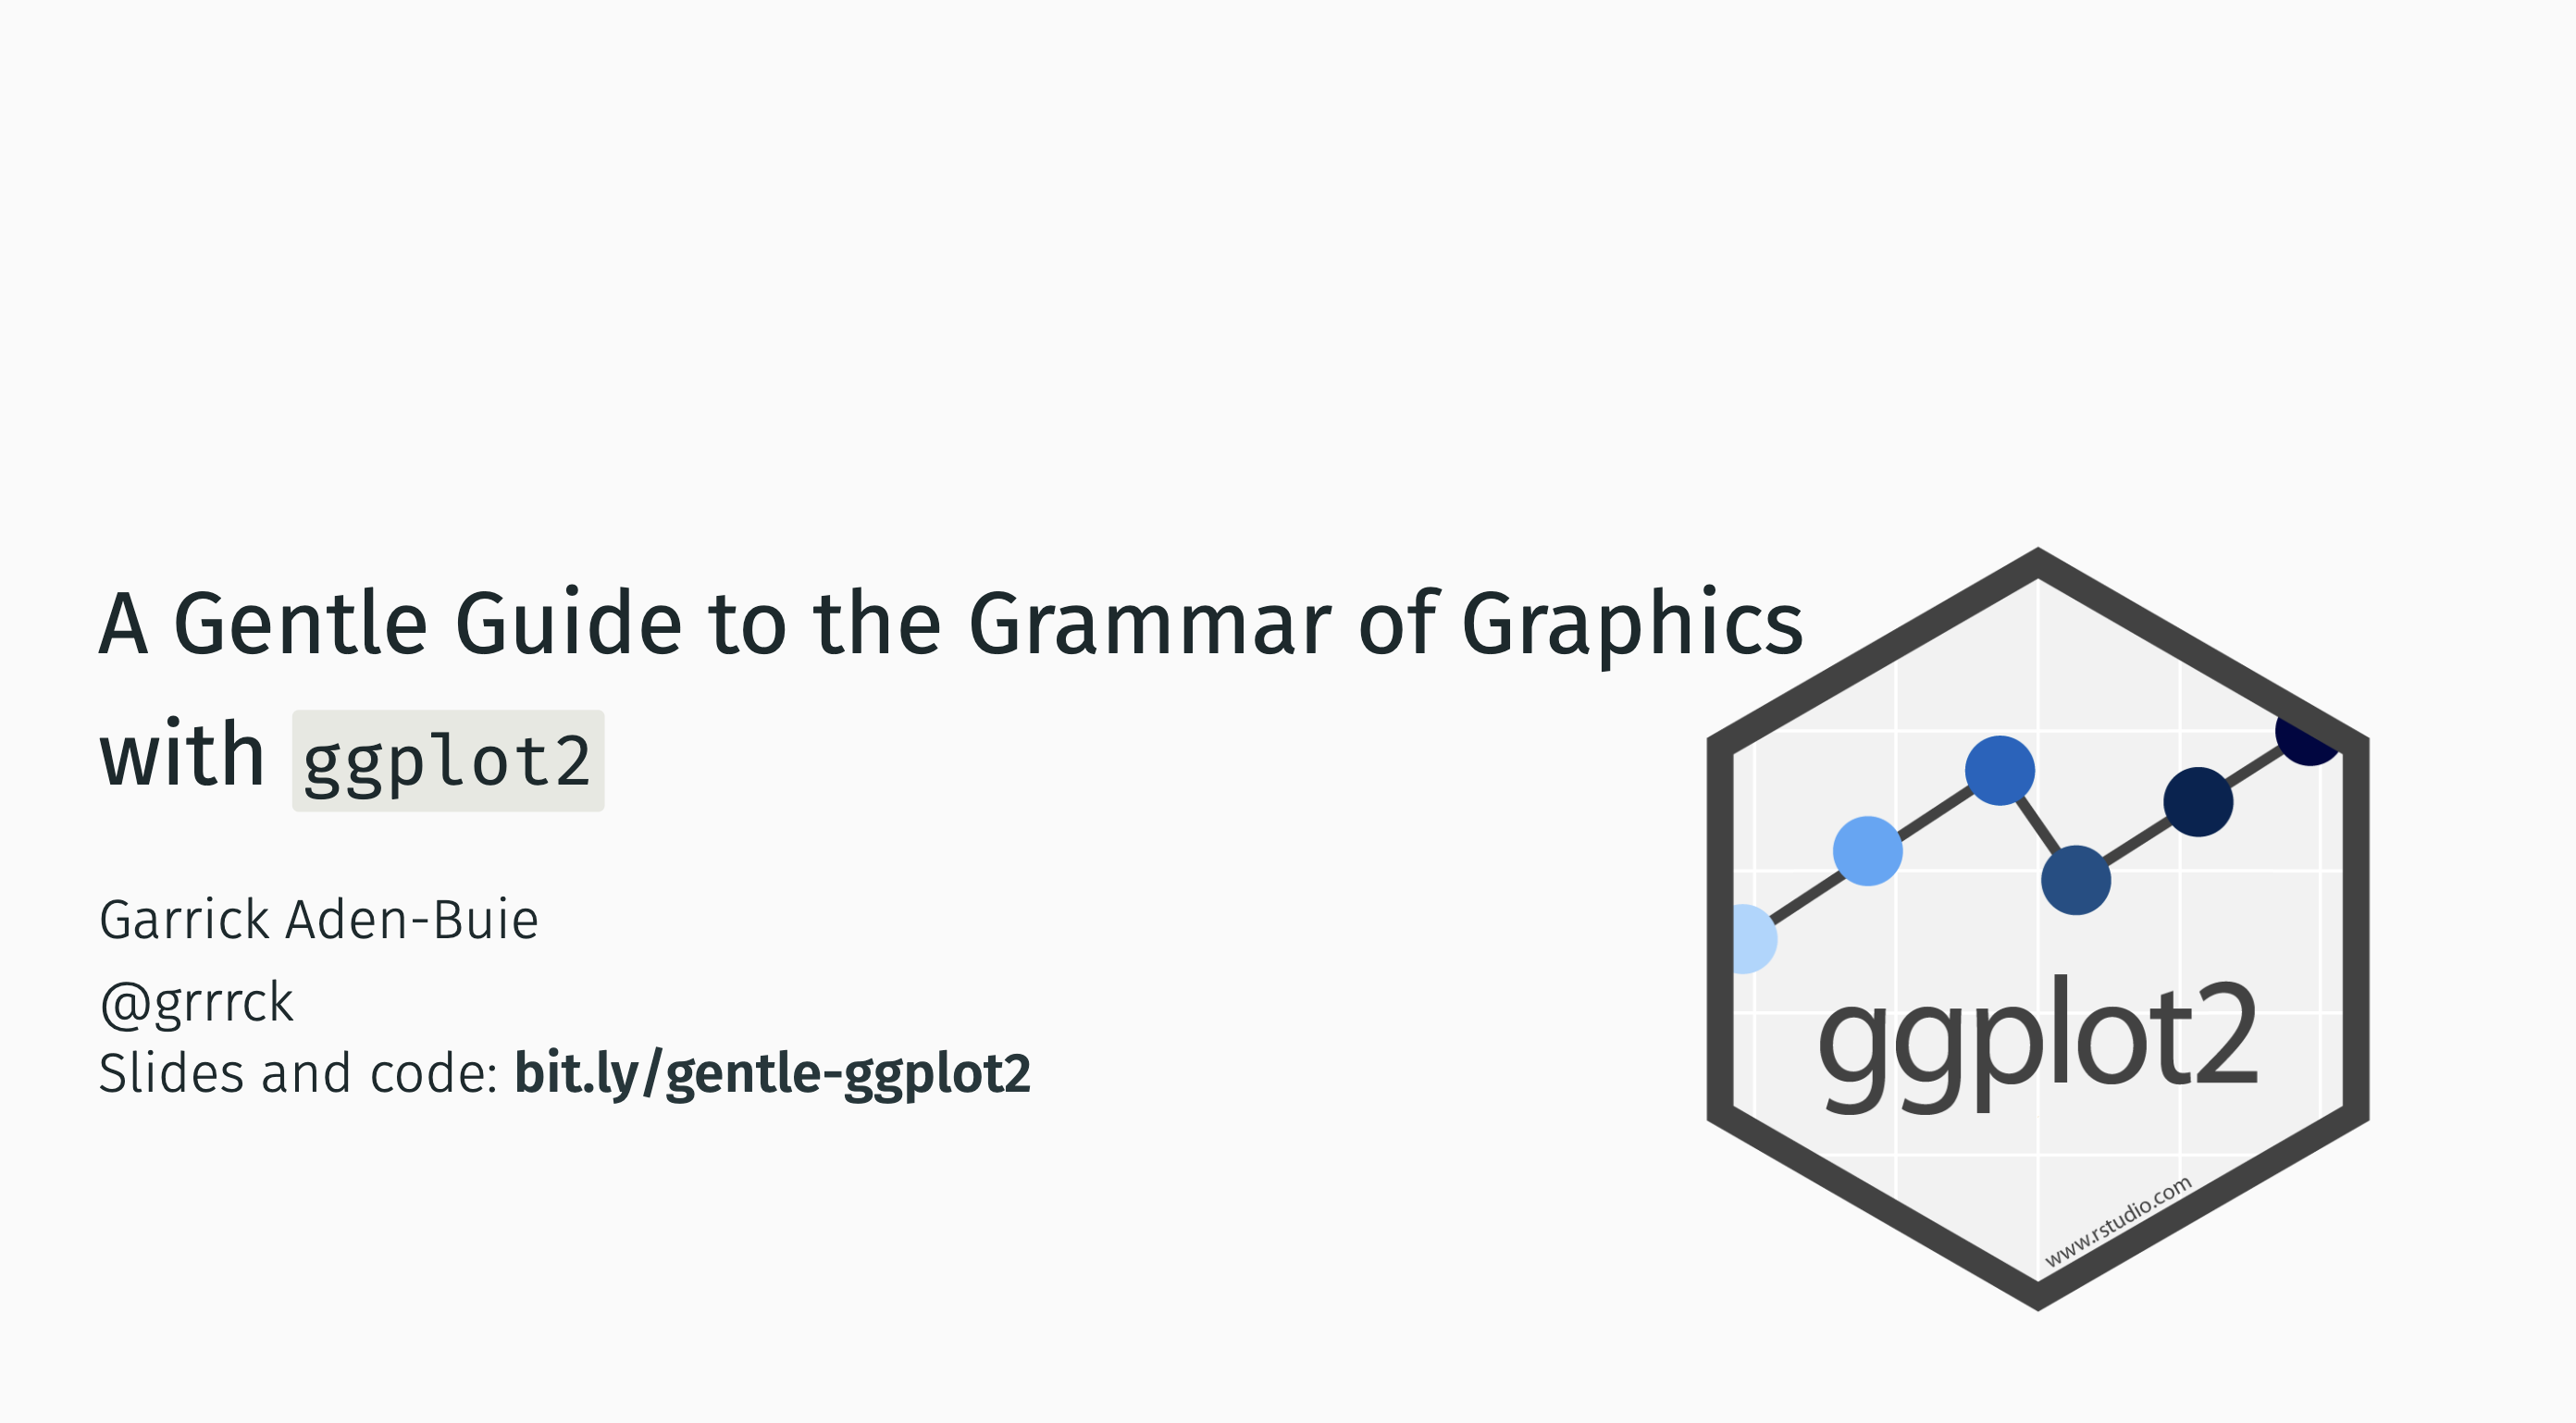 A Gentle Guide to the Grammar of Graphics
with ggplot2
Garrick Aden-Buie
@grrrck
Slides and code: bit.ly/gentle-ggplot2
ggplot2
www.rstudio.com